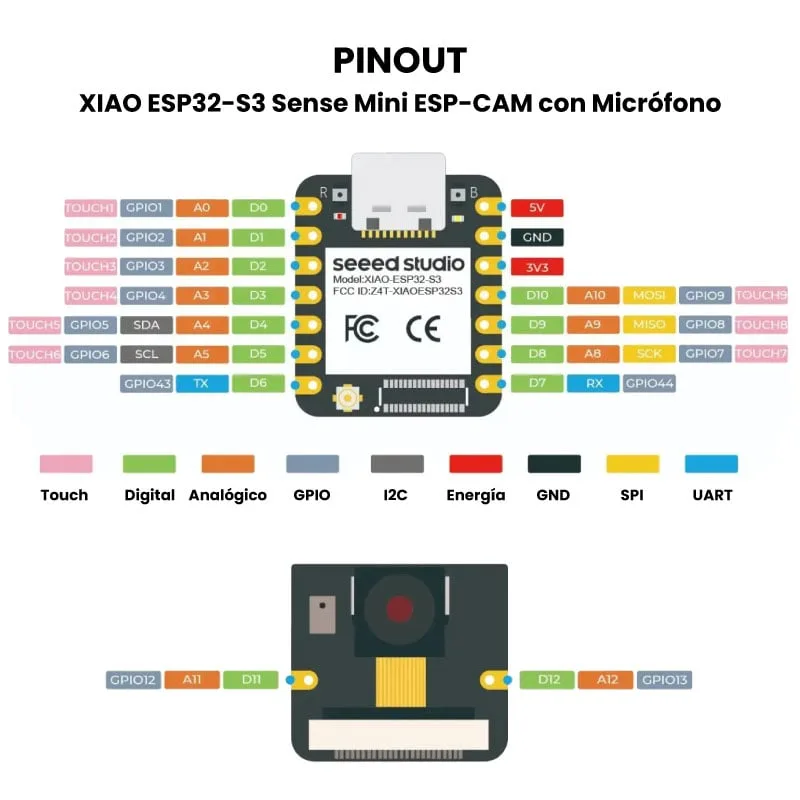 PINOUT
XIAO ESP32-S3 Sense Mini ESP-CAM con Micrófono
R B
TOUCH1 GPIO1 A0 D0 5V
TOUCH2 GPIO2 A1 D1 GND
TOUCH3 GPIO3 A2 D2 3V3
seeed studio
Model:XIAO-ESP32-S3
FCC ID:Z4T-XIAOESP32S3
TOUCH4 GPIO4 A3 D3 D10 A10 MOSI GPIO9 TOUCH9
TOUCH5 GPIO5 SDA A4 D4 FC CE D9 A9 MISO GPIO8 TOUCH8
TOUCH6 GPIO6 SCL A5 D5 D8 A8 SCK GPIO7 TOUCH7
GPIO43 TX D6 D7 RX GPIO44
Touch Digital Analógico GPIO I2C Energía GND SPI UART
GPIO12 A11 D11 D12 A12 GPIO13